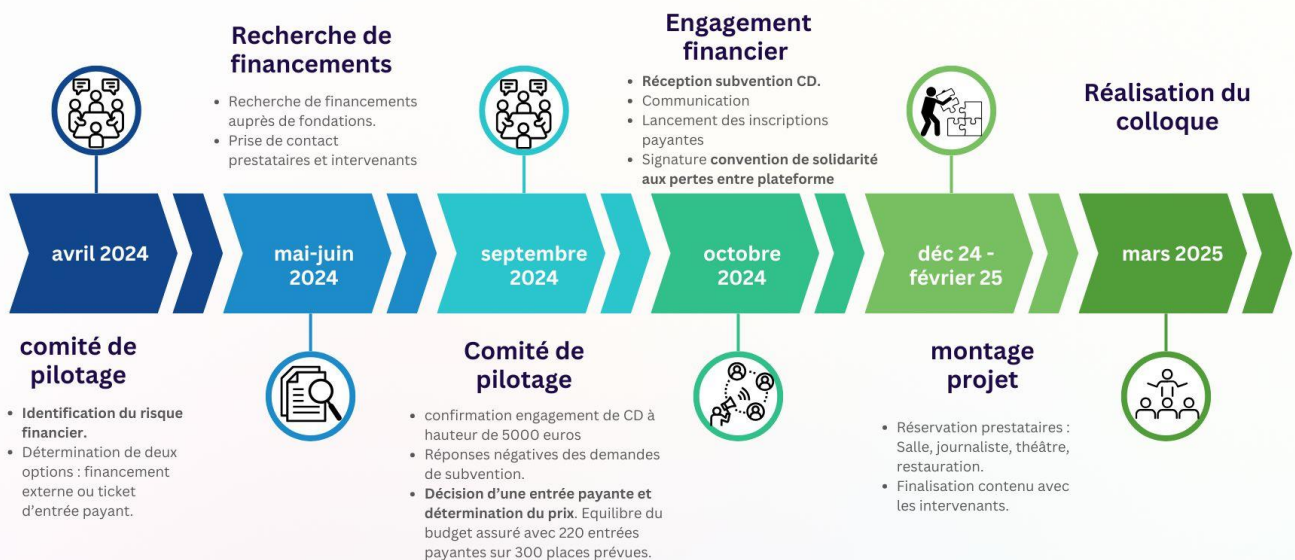 Recherche de
financements
• Recherche de financements
auprès de fondations.
• Prise de contact
prestataires et intervenants
Engagement
financier
• Réception subvention CD.
• Communication
• Lancement des inscriptions
payantes
• Signature convention de solidarité
aux pertes entre plateforme
Réalisation du
colloque
avril 2024
mai-juin
2024
septembre
2024
octobre
2024
déc 24 -
février 25
mars 2025
comité de
pilotage
• Identification du risque
financier.
• Détermination de deux
options : financement
externe ou ticket
d’entrée payant.
Comité de
pilotage
• confirmation engagement de CD à
hauteur de 5000 euros
• Réponses négatives des demandes
de subvention.
• Décision d’une entrée payante et
détermination du prix. Equilibre du
budget assuré avec 220 entrées
payantes sur 300 places prévues.
montage
projet
• Réservation prestataires :
Salle, journaliste, théâtre,
restauration.
• Finalisation contenu avec
les intervenants.